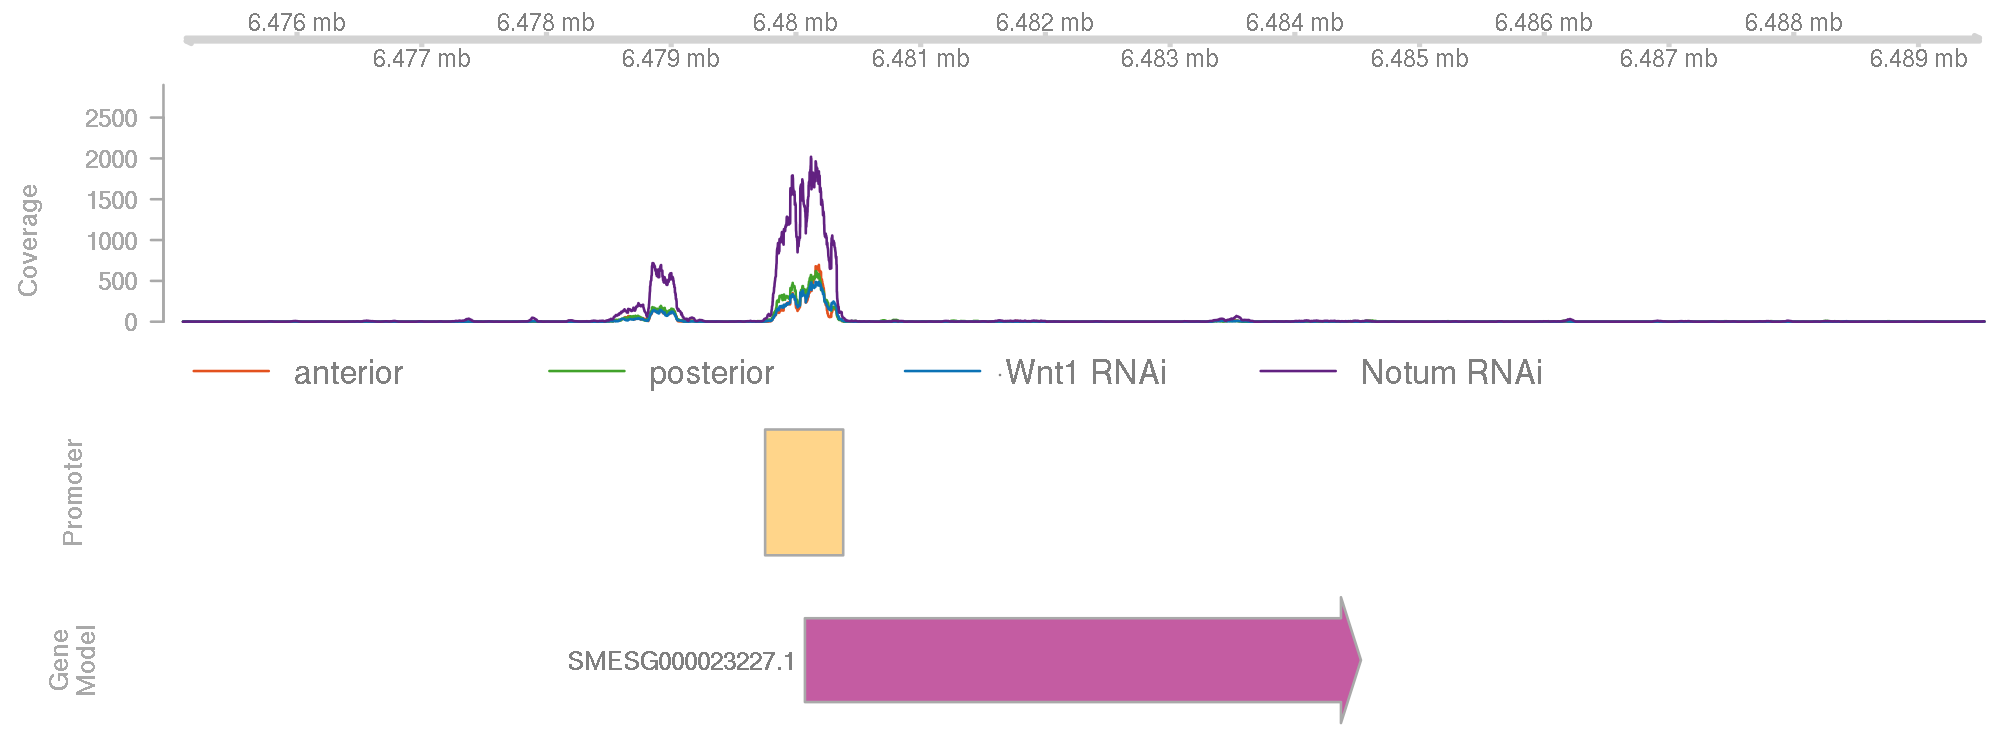 6.476 mb 6.478 mb 6.48 mb 6.482 mb 6.484 mb 6.486 mb 6.488 mb
6.477 mb 6.479 mb 6.481 mb 6.483 mb 6.485 mb 6.487 mb 6.489 mb
Coverage
2500
2000
1500
1000
500
0
anterior posterior Wnt1 RNAi Notum RNAi
Promoter
Gene
Model
SMESG000023227.1